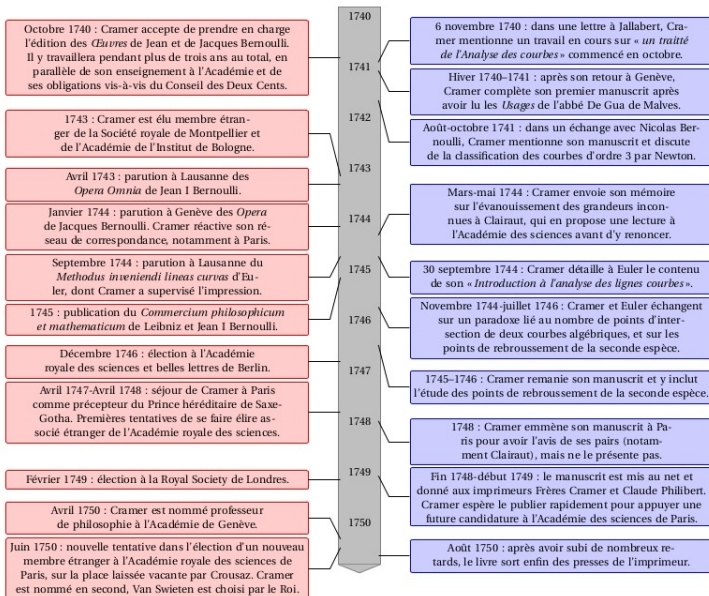 Octobre 1740 : Cramer accepte de prendre en charge
l'édition des Œuvres de Jean et de Jacques Bernoulli.
Il y travaillera pendant plus de trois ans au total, en
parallèle de son enseignement à l'Académie et de
ses obligations vis-à-vis du Conseil des Deux Cents.
1743 : Cramer est élu membre étran-
ger de la Société royale de Montpellier et
de l'Académie de l'Institut de Bologne.
Avril 1743 : parution à Lausanne des
Opera Omnia de Jean I Bernoulli.
Janvier 1744 : parution à Genève des Opera
de Jacques Bernoulli. Cramer réactive son ré-
seau de correspondance, notamment à Paris.
Septembre 1744 : parution à Lausanne du
Methodus inveniendi lineas curvas d'Eu-
ler, dont Cramer a supervisé l'impression.
1745 : publication du Commercium philosophicum
et mathematicum de Leibniz et Jean I Bernoulli.
Décembre 1746 : élection à l'Académie
royale des sciences et belles lettres de Berlin.
Avril 1747-Avril 1748 : séjour de Cramer à Paris
comme précepteur du Prince héréditaire de Saxe-
Gotha. Premières tentatives de se faire élire as-
socié étranger de l'Académie royale des sciences.
Février 1749 : élection à la Royal Society de Londres.
Avril 1750 : Cramer est nommé professeur
de philosophie à l'Académie de Genève.
Juin 1750 : nouvelle tentative dans l'élection d'un nouveau
membre étranger à l'Académie royale des sciences de
Paris, sur la place laissée vacante par Crousaz. Cramer
est nommé en second, Van Swieten est choisi par le Roi.
1740
1741
1742
1743
1744
1745
1746
1747
1748
1749
1750
6 novembre 1740 : dans une lettre à Jallabert, Cra-
mer mentionne un travail en cours sur « un traitté
de l'Analyse des courbes » commencé en octobre.
Hiver 1740–1741 : après son retour à Genève,
Cramer complète son premier manuscrit après
avoir lu les Usages de l'abbé De Gua de Malves.
Août-octobre 1741 : dans un échange avec Nicolas Ber-
noulli, Cramer mentionne son manuscrit et discute
de la classification des courbes d'ordre 3 par Newton.
Mars-mai 1744 : Cramer envoie son mémoire
sur l'évanouissement des grandeurs incon-
nues à Clairaut, qui en propose une lecture à
l'Académie des sciences avant d'y renoncer.
30 septembre 1744 : Cramer détaille à Euler le contenu
de son « Introduction à l'analyse des lignes courbes ».
Novembre 1744-juillet 1746 : Cramer et Euler échangent
sur un paradoxe lié au nombre de points d'inter-
section de deux courbes algébriques, et sur les
points de rebroussement de la seconde espèce.
1745–1746 : Cramer remanie son manuscrit et y inclut
l'étude des points de rebroussement de la seconde espèce.
1748 : Cramer emmène son manuscrit à Pa-
ris pour avoir l'avis de ses pairs (notam-
ment Clairaut), mais ne le présente pas.
Fin 1748-début 1749 : le manuscrit est mis au net et
donné aux imprimeurs Frères Cramer et Claude Philibert.
Cramer espère le publier rapidement pour appuyer une
future candidature à l'Académie des sciences de Paris.
Août 1750 : après avoir subi de nombreux re-
tards, le livre sort enfin des presses de l'imprimeur.